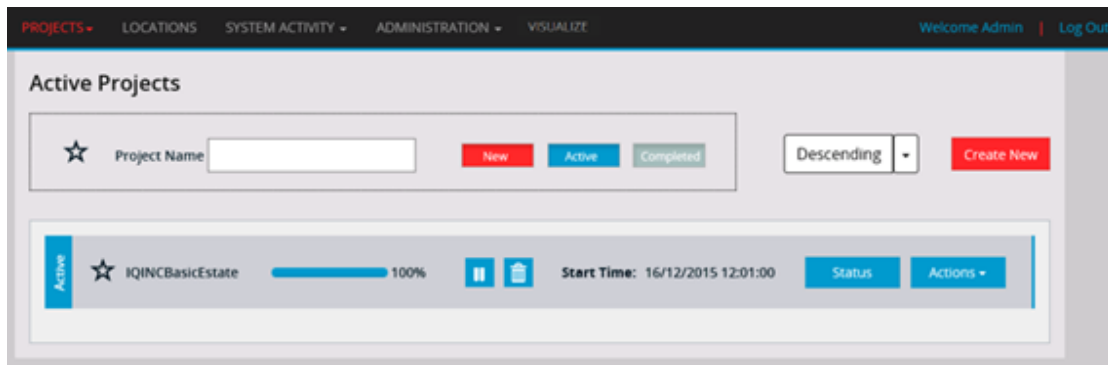 PROJECTS LOCATIONS SYSTEM ACTIVITY ADMINISTRATION VISUALIZE Welcome Admin | Log Out
Active Projects
Project Name New Active Completed Descending Create New
Active IQINCBasicEstate 100% Start Time: 16/12/2015 12:01:00 Status Actions